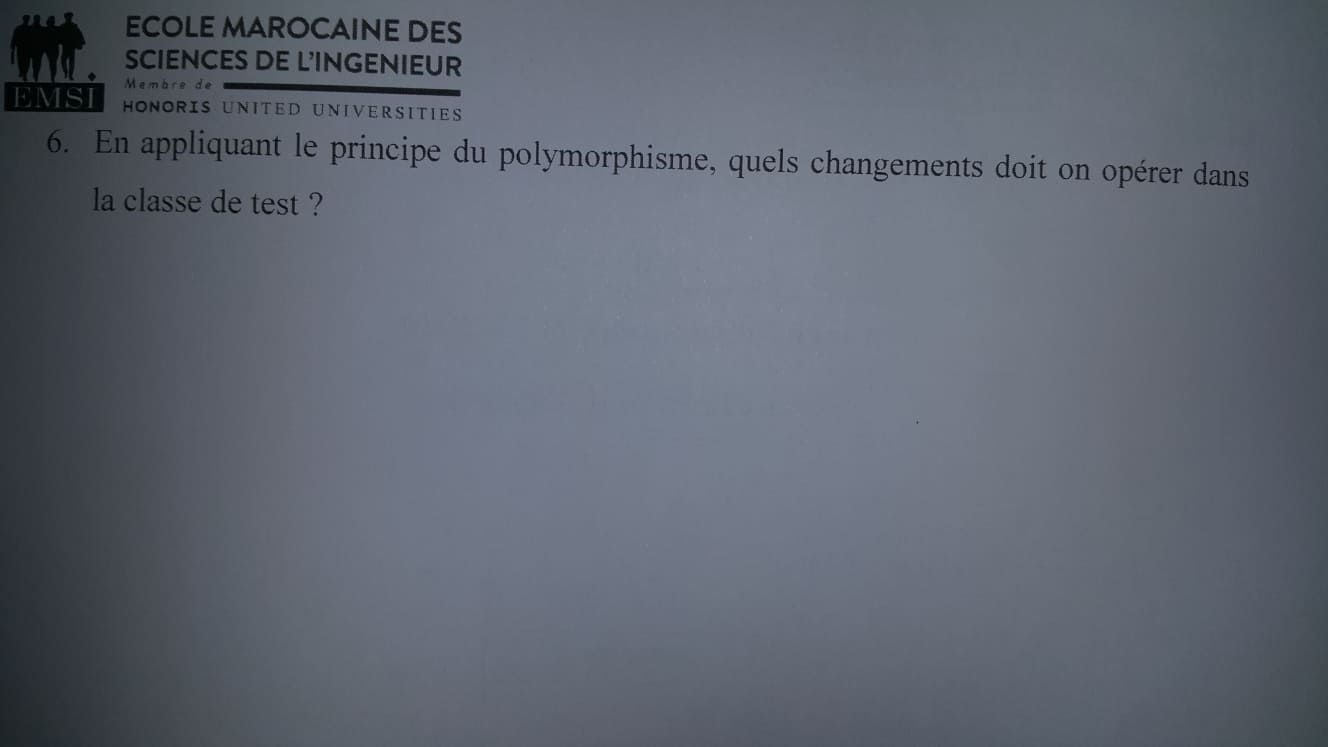 ECOLE MAROCAINE DES
SCIENCES DE L'INGENIEUR
Membre de
EMSI
HONORIS UNITED UNIVERSITIES
6. En appliquant le principe du polymorphisme, quels changements doit on opérer dans
la classe de test ?